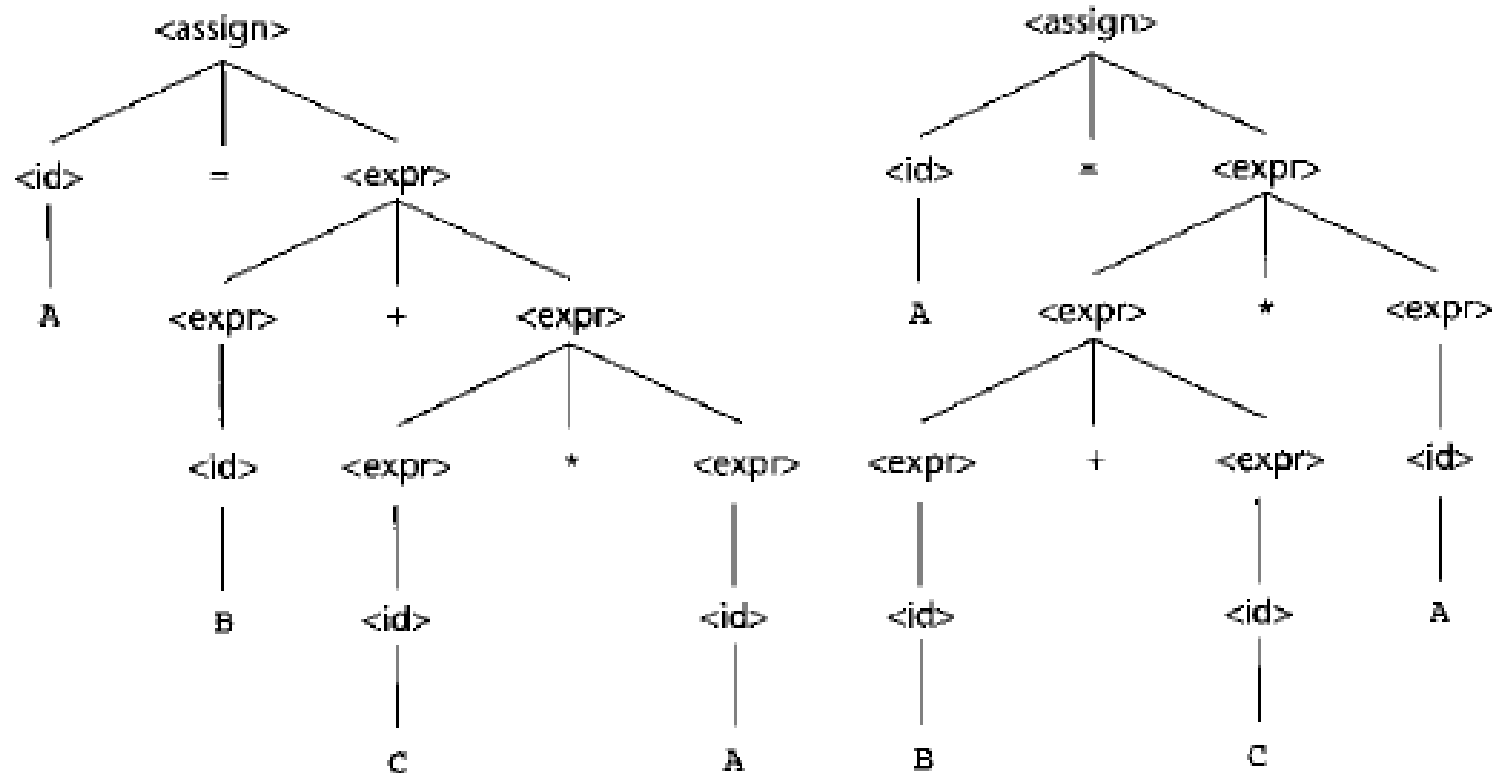 <assign> <assign>
<id> = <expr> <id> = <expr>
A <expr> + <expr> A <expr> * <expr>
<id> <expr> * <expr> <expr> + <expr> <id>
B <id> <id> <id> <id> A
C A B C